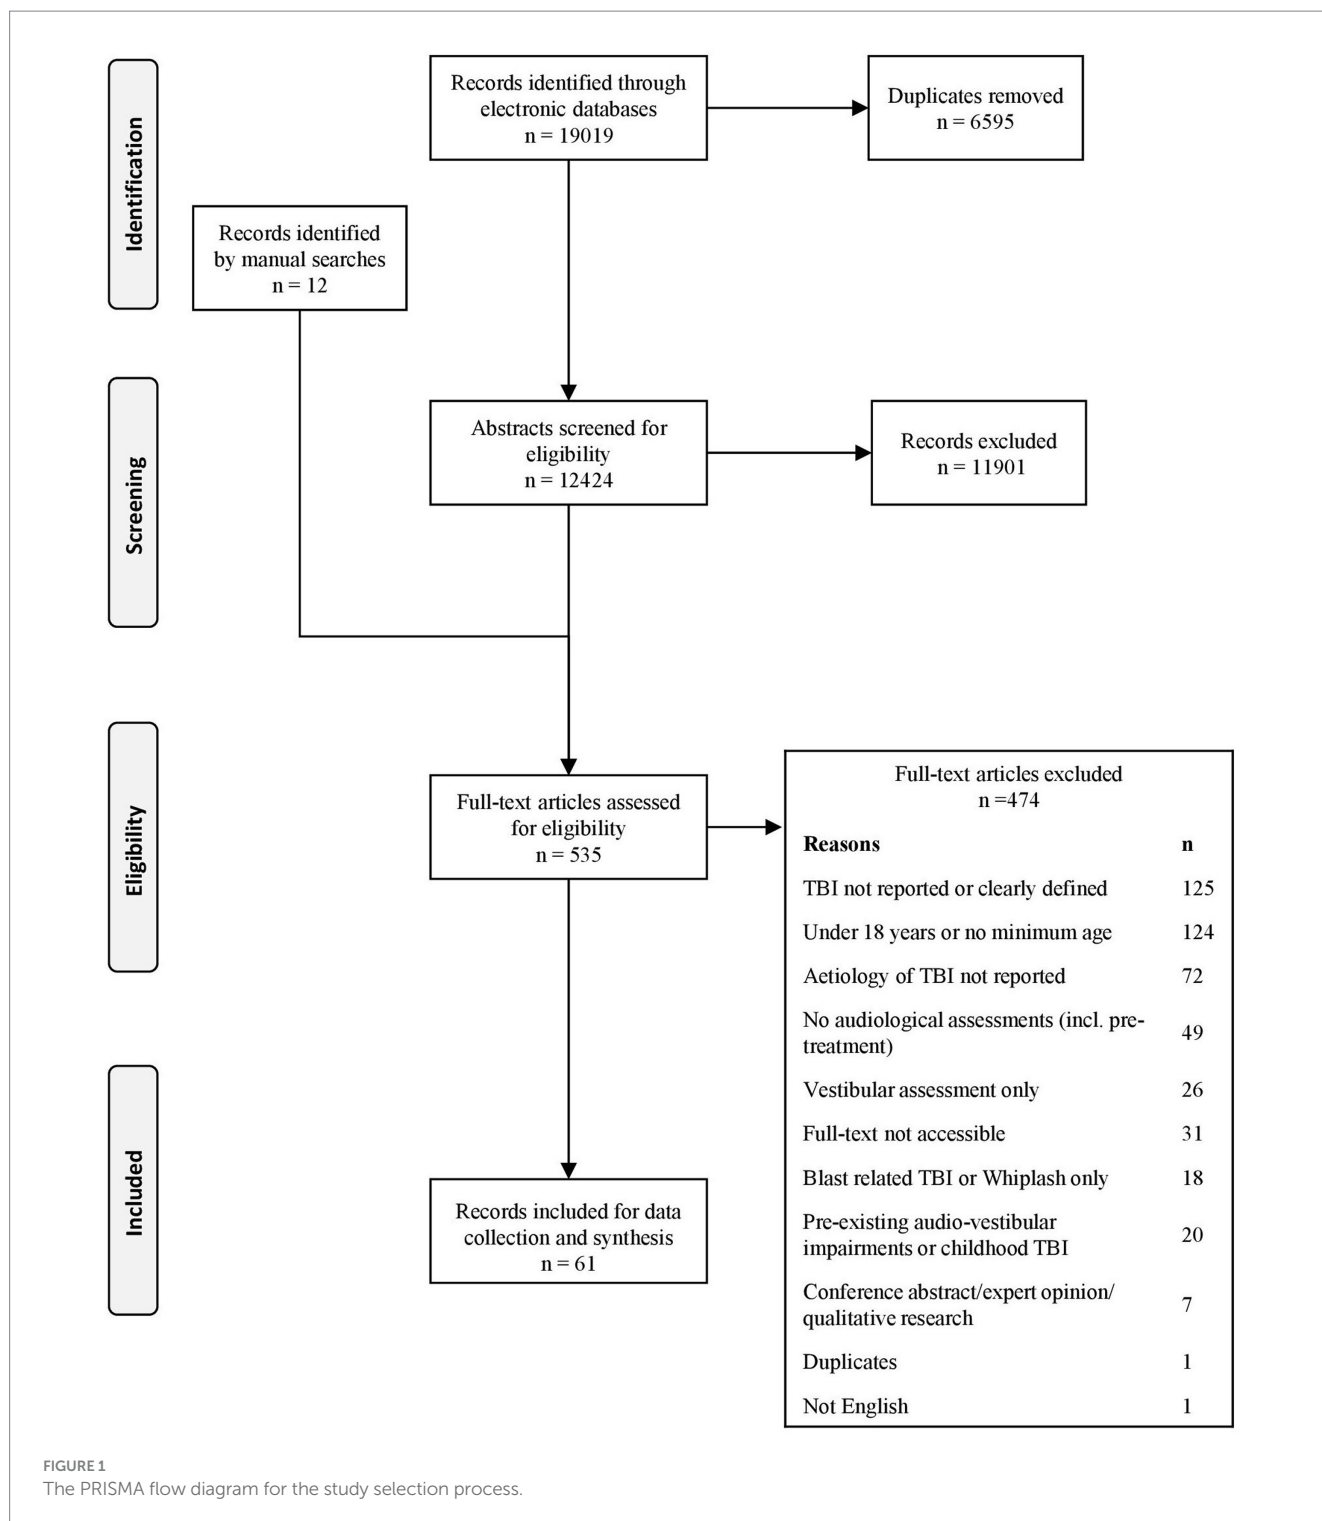 Identification
Records identified through
electronic databases
n = 19019
Duplicates removed
n = 6595
Records identified
by manual searches
n = 12
Screening
Abstracts screened for
eligibility
n = 12424
Records excluded
n = 11901
Eligibility
Full-text articles assessed
for eligibility
n = 535
Full-text articles excluded
n =474
Reasons n
TBI not reported or clearly defined 125
Under 18 years or no minimum age 124
Aetiology of TBI not reported 72
No audiological assessments (incl. pre-
treatment) 49
Vestibular assessment only 26
Full-text not accessible 31
Blast related TBI or Whiplash only 18
Pre-existing audio-vestibular
impairments or childhood TBI 20
Conference abstract/expert opinion/
qualitative research 7
Duplicates 1
Not English 1
Included
Records included for data
collection and synthesis
n = 61
FIGURE 1
The PRISMA flow diagram for the study selection process.